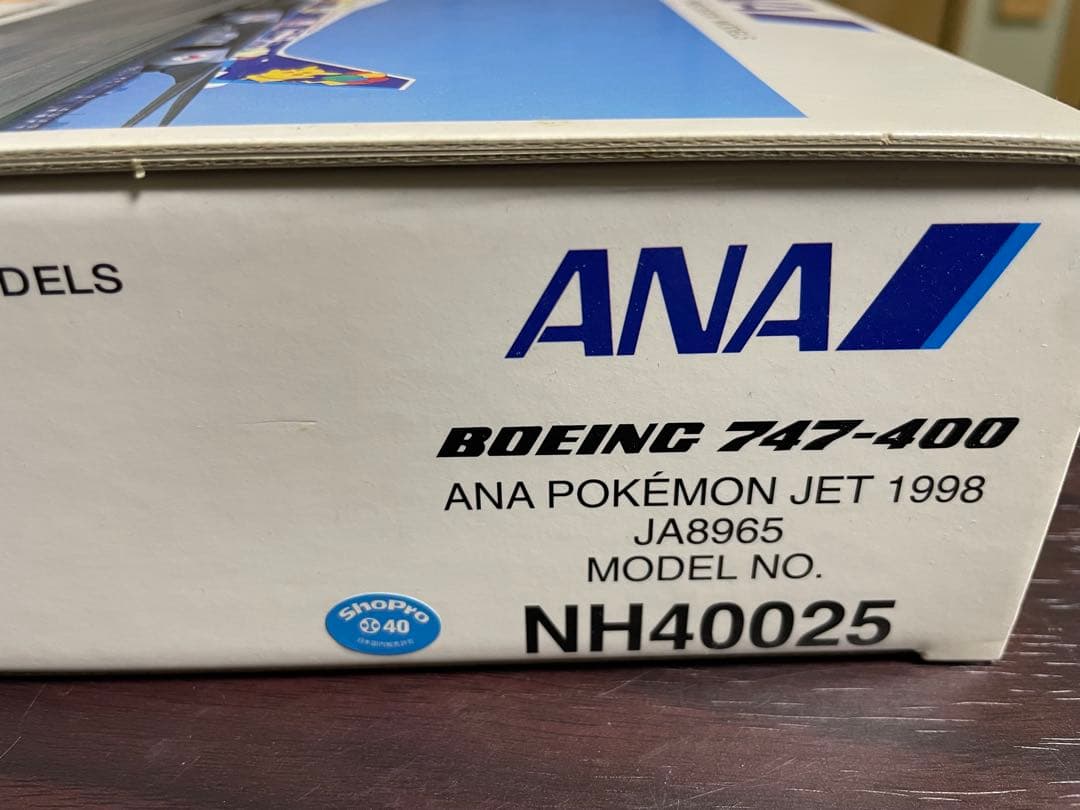 DELS
ANA
BOEING 747-400
ANA POKÉMON JET 1998
JA8965
MODEL NO.
NH40025
ShoPro
40